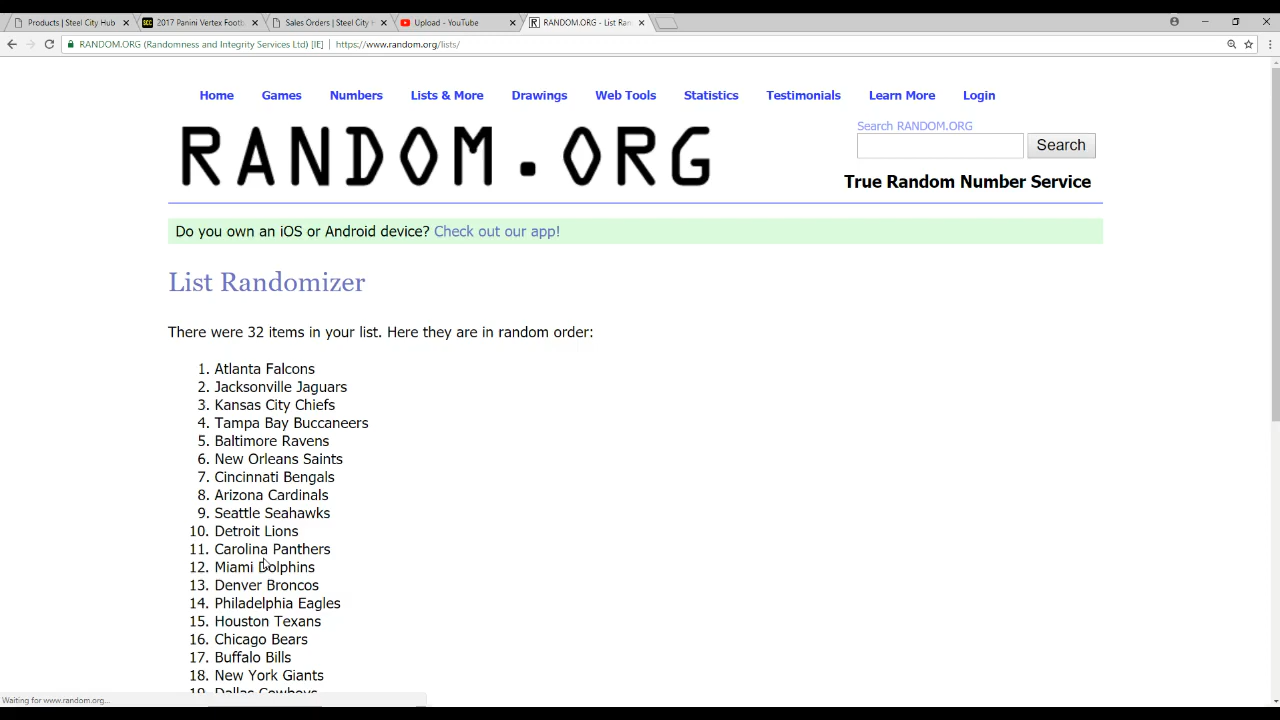 Products | Steel City Hub
2017 Panini Vertex Footb
Sales Orders | Steel City H
Upload - YouTube
RANDOM.ORG - List Ran
RANDOM.ORG (Randomness and Integrity Services Ltd) [IE] https://www.random.org/lists/
Home Games Numbers Lists & More Drawings Web Tools Statistics Testimonials Learn More Login
RANDOM.ORG
Search RANDOM.ORG
Search
True Random Number Service
Do you own an iOS or Android device? Check out our app!
List Randomizer
There were 32 items in your list. Here they are in random order:
1. Atlanta Falcons
2. Jacksonville Jaguars
3. Kansas City Chiefs
4. Tampa Bay Buccaneers
5. Baltimore Ravens
6. New Orleans Saints
7. Cincinnati Bengals
8. Arizona Cardinals
9. Seattle Seahawks
10. Detroit Lions
11. Carolina Panthers
12. Miami Dolphins
13. Denver Broncos
14. Philadelphia Eagles
15. Houston Texans
16. Chicago Bears
17. Buffalo Bills
18. New York Giants
19. Dallas Cowboys
Waiting for www.random.org...